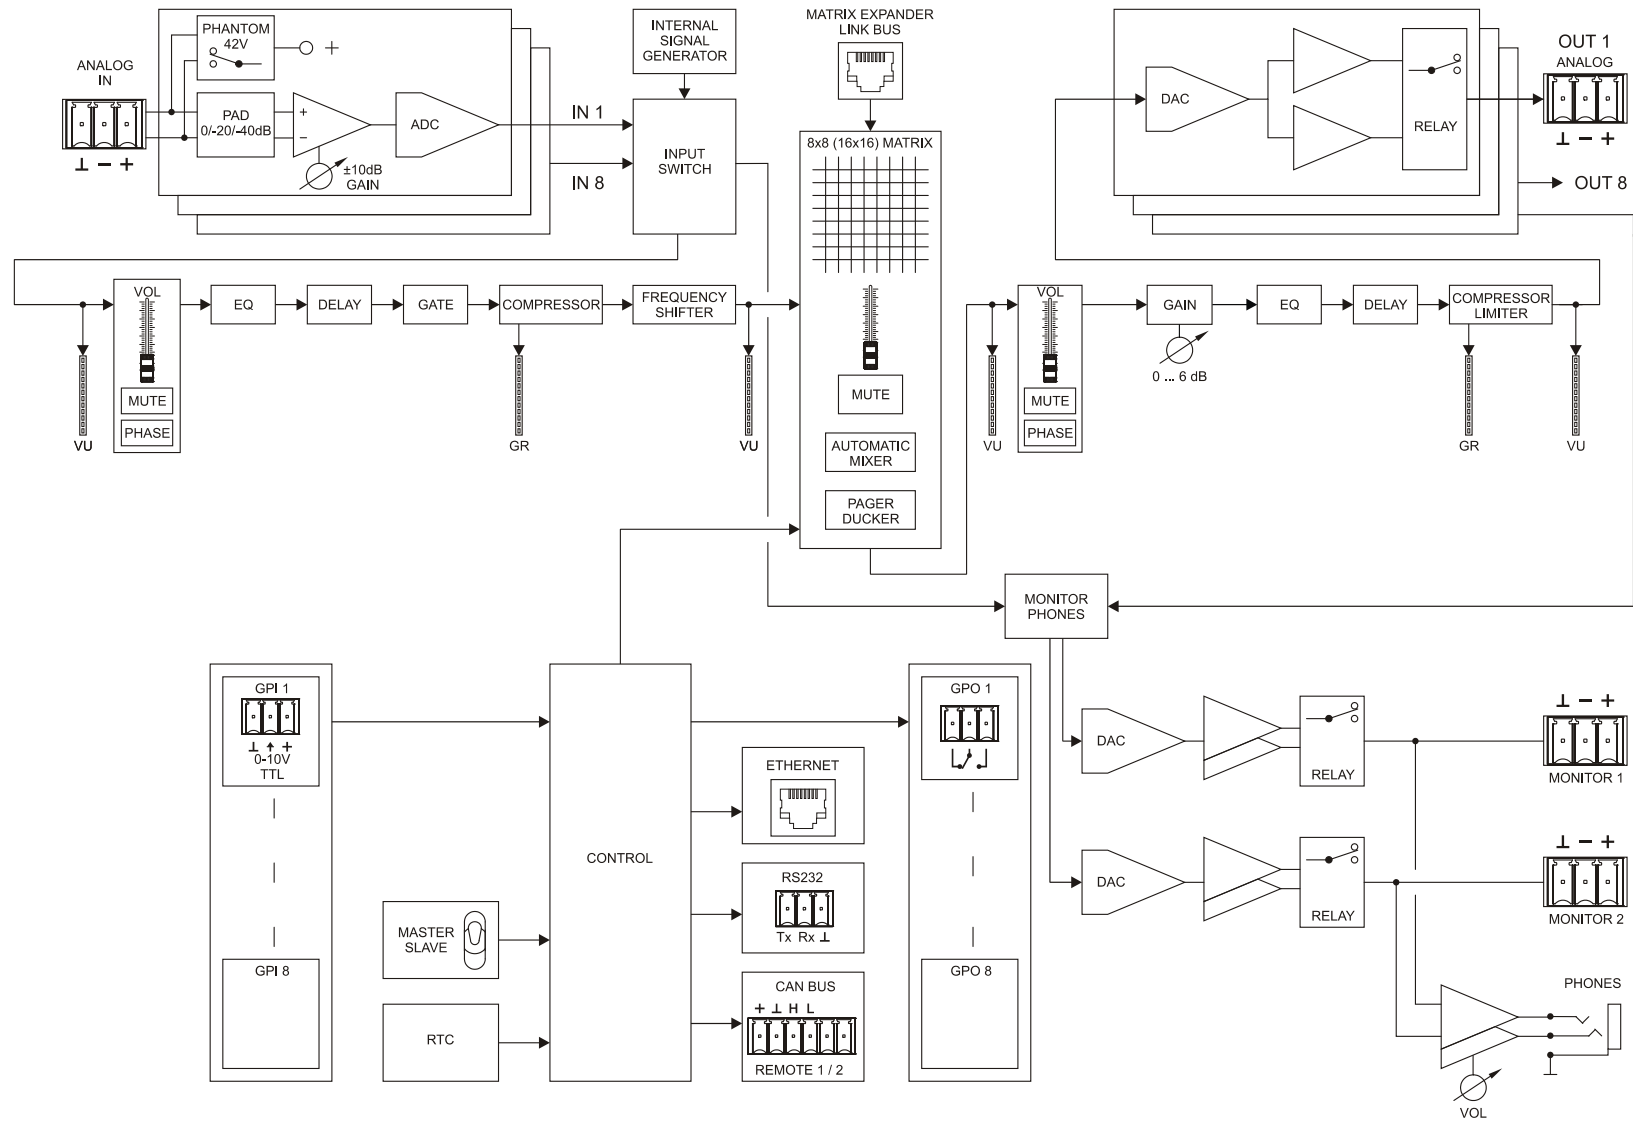 ANALOG
IN
⊥ − +
PHANTOM
42V
+
PAD
0/-20/-40dB
+
−
±10dB
GAIN
ADC
IN 1
IN 8
INTERNAL
SIGNAL
GENERATOR
INPUT
SWITCH
MATRIX EXPANDER
LINK BUS
8x8 (16x16) MATRIX
MUTE
AUTOMATIC
MIXER
PAGER
DUCKER
DAC
RELAY
OUT 1
ANALOG
⊥ − +
OUT 8
VU
VOL
MUTE
PHASE
EQ
DELAY
GATE
COMPRESSOR
GR
FREQUENCY
SHIFTER
VU
VU
VOL
MUTE
PHASE
GAIN
0 ... 6 dB
EQ
DELAY
COMPRESSOR
LIMITER
GR
VU
MONITOR
PHONES
GPI 1
⊥ ↑ +
0-10V
TTL
GPI 8
MASTER
SLAVE
RTC
CONTROL
ETHERNET
RS232
Tx Rx ⊥
CAN BUS
+ ⊥ H L
REMOTE 1 / 2
GPO 1
GPO 8
DAC
RELAY
⊥ − +
MONITOR 1
DAC
RELAY
⊥ − +
MONITOR 2
PHONES
VOL